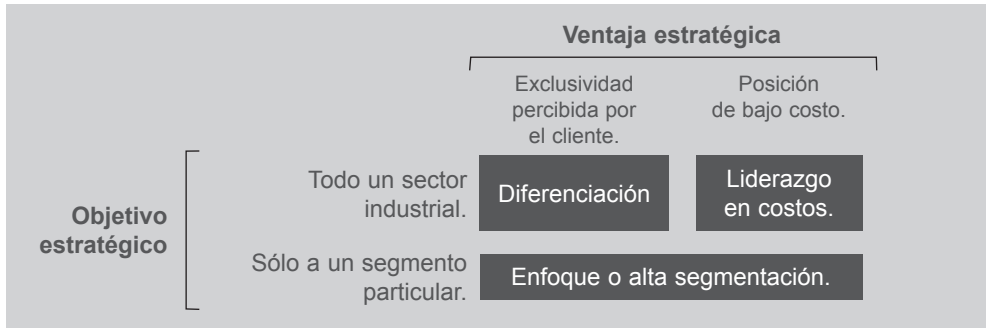 Ventaja estratégica
Exclusividad
percibida por
el cliente.
Posición
de bajo costo.
Objetivo
estratégico
Todo un sector
industrial.
Diferenciación
Liderazgo
en costos.
Sólo a un segmento
particular.
Enfoque o alta segmentación.